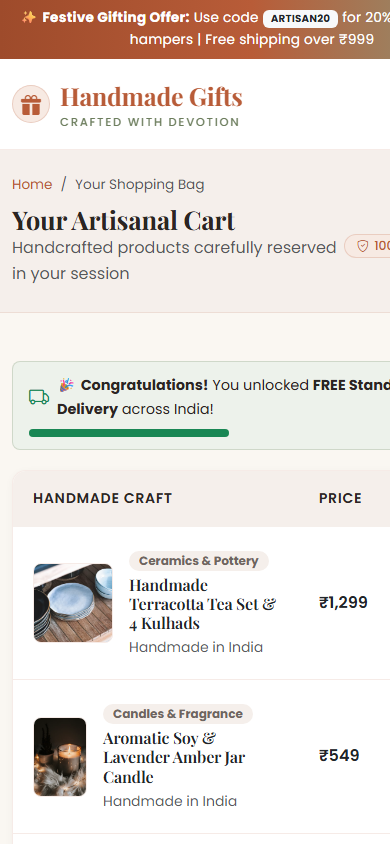 ✨ Festive Gifting Offer: Use code ARTISAN20 for 20%
hampers | Free shipping over ₹999
Handmade Gifts
CRAFTED WITH DEVOTION
Home / Your Shopping Bag
Your Artisanal Cart
Handcrafted products carefully reserved
in your session
🎉 Congratulations! You unlocked FREE
Delivery across India!
HANDMADE CRAFT PRICE
Ceramics & Pottery
Handmade
Terracotta Tea Set &
4 Kulhads
₹1,299
Handmade in India
Candles & Fragrance
Aromatic Soy &
Lavender Amber Jar
Candle
₹549
Handmade in India